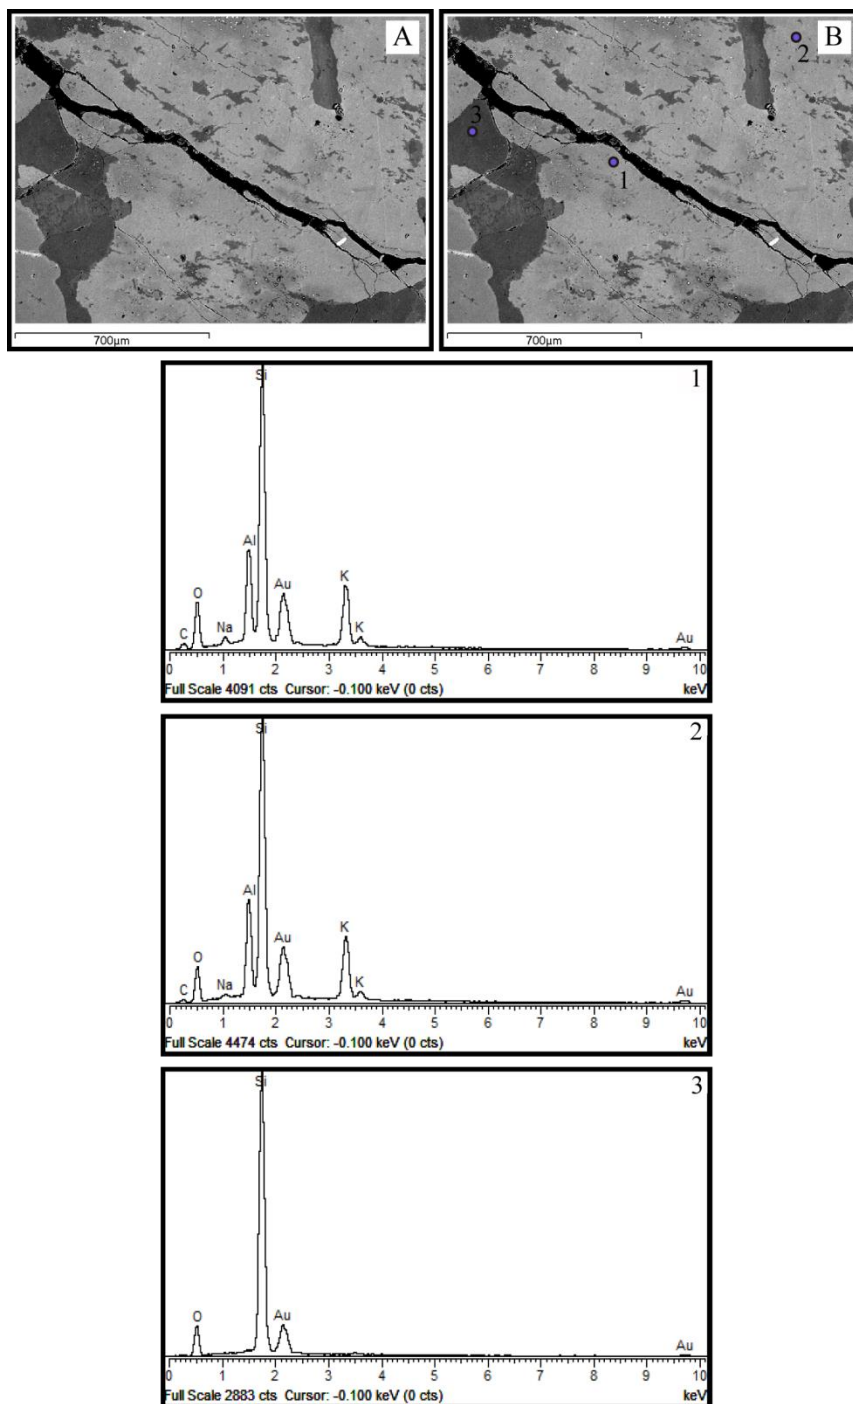 A
B
2
3
1
700µm
700µm
1
Si
Al
O
Au
K
Na
K
C
Au
0 1 2 3 4 5 6 7 8 9 10
Full Scale 4091 cts Cursor: -0.100 keV (0 cts) keV
2
Si
Al
K
O
Au
Na
K
C
Au
0 1 2 3 4 5 6 7 8 9 10
Full Scale 4474 cts Cursor: -0.100 keV (0 cts) keV
3
Si
O
Au
Au
0 1 2 3 4 5 6 7 8 9 10
Full Scale 2883 cts Cursor: -0.100 keV (0 cts) keV